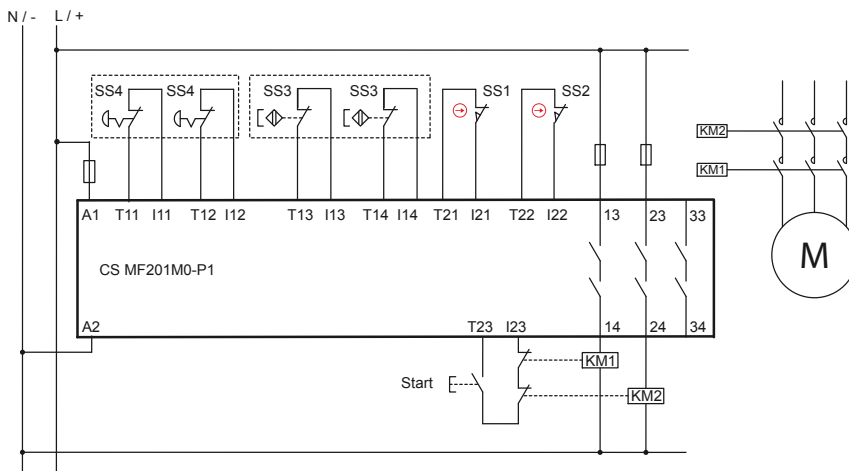 N / - L / +
SS4 SS4 SS3 SS3 SS1 SS2
KM2
KM1
A1 T11 I11 T12 I12 T13 I13 T14 I14 T21 I21 T22 I22 13 23 33
M
CS MF201M0-P1
A2 T23 I23 14 24 34
KM1
Start
KM2